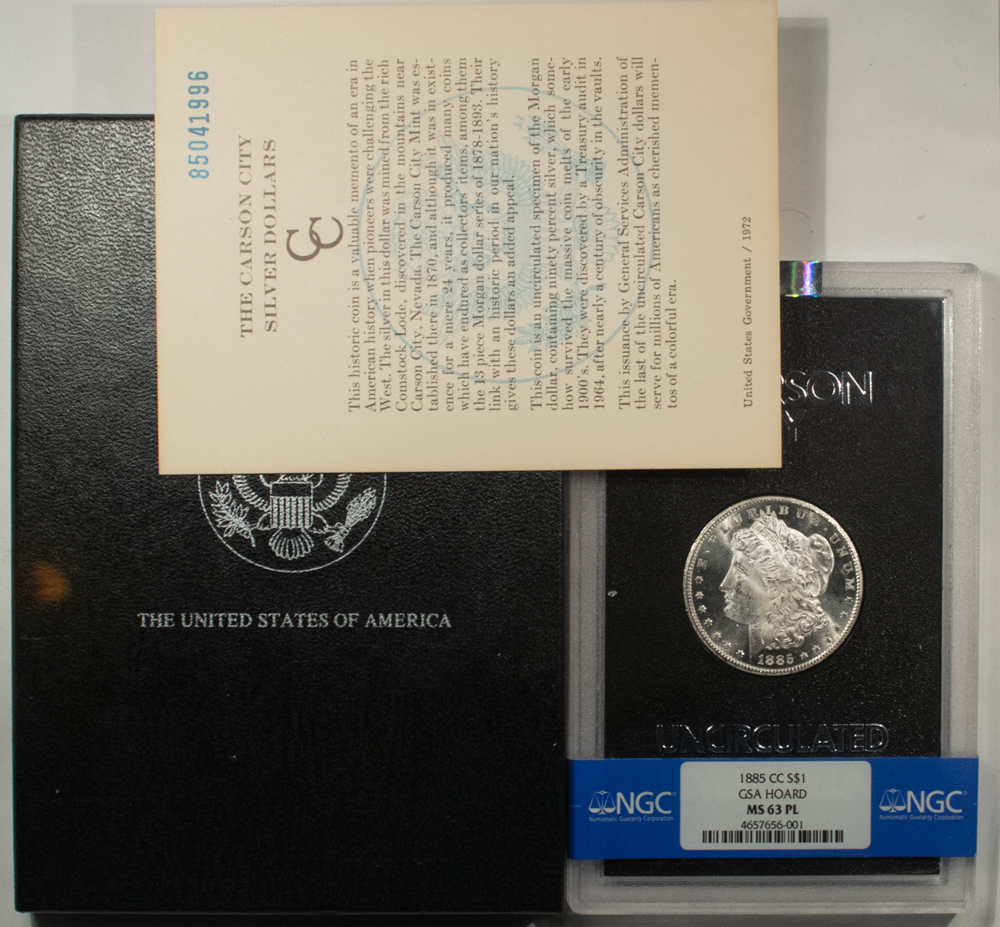 85041996
THE CARSON CITY
SILVER DOLLARS
CC
This historic coin is a valuable memento of an era in
American history when pioneers were challenging the
West. The silver in this dollar was mined from the rich
Comstock Lode, discovered in the mountains near
Carson City, Nevada. The Carson City Mint was es-
tablished there in 1870, and although it was in exist-
ence for a mere 24 years, it produced many coins
which have endured as collectors' items, among them
the 13 piece Morgan dollar series of 1878-1893. Their
link with an historic period in our nation's history
gives these dollars an added appeal.
This coin is an uncirculated specimen of the Morgan
dollar, containing ninety percent silver, which some-
how survived the massive coin melts of the early
1900's. They were discovered by a Treasury audit in
1964, after nearly a century of obscurity in the vaults.
This issuance by General Services Administration of
the last of the uncirculated Carson City dollars will
serve for millions of Americans as cherished memen-
tos of a colorful era.
United States Government / 1972
THE UNITED STATES OF AMERICA
RSON
E·PLURIBUS·UNUM
1885
UNCIRCULATED
NGC
Numismatic Guaranty Corporation
1885 CC S$1
GSA HOARD
MS 63 PL
4657656-001
NGC
Numismatic Guaranty Corporation